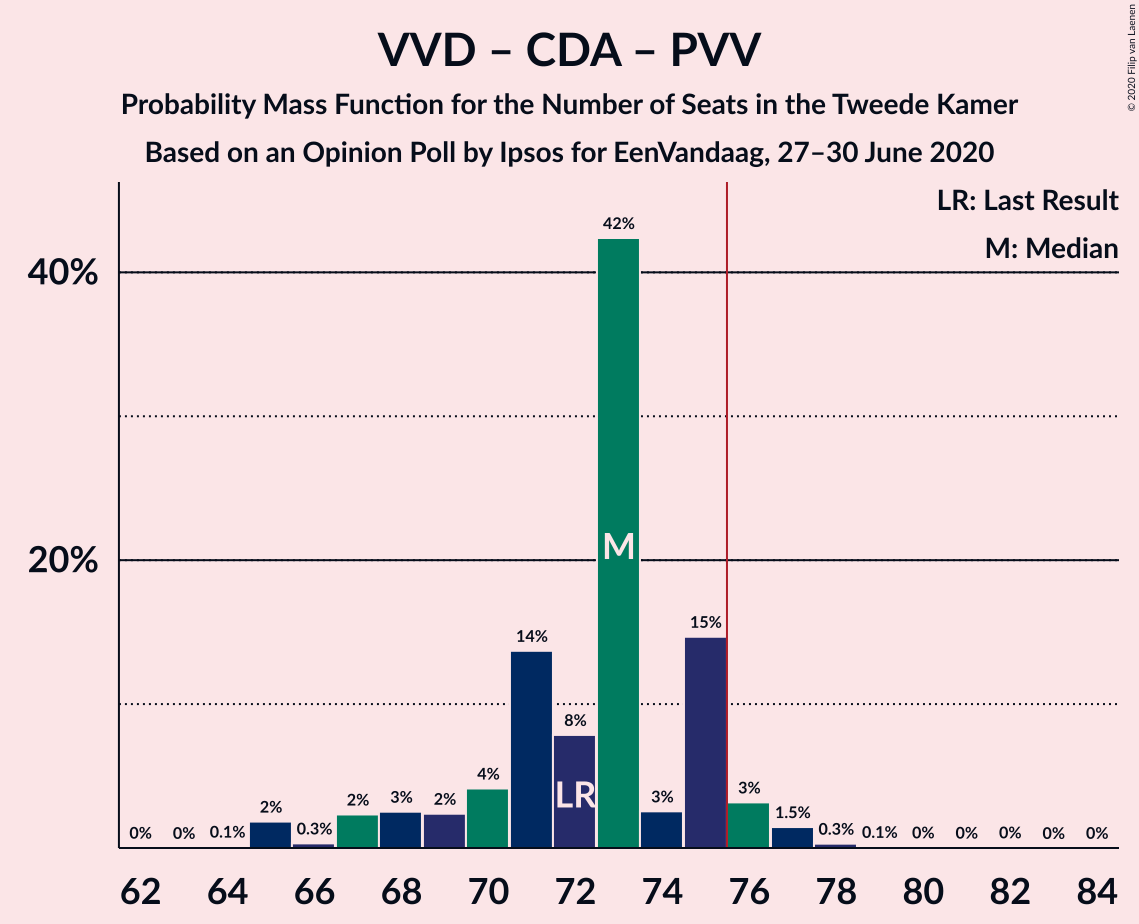 VVD – CDA – PVV
Probability Mass Function for the Number of Seats in the Tweede Kamer
Based on an Opinion Poll by Ipsos for EenVandaag, 27–30 June 2020
© 2020 Filip van Laenen
LR: Last Result
M: Median
42%
40%
M
20%
15%
14%
8%
4%
3%
3%
2%
2%
3%
2%
1.5%
0%
0%
0.1%
0.3%
LR
0.3%
0.1%
0%
0%
0%
0%
0%
62 64 66 68 70 72 74 76 78 80 82 84